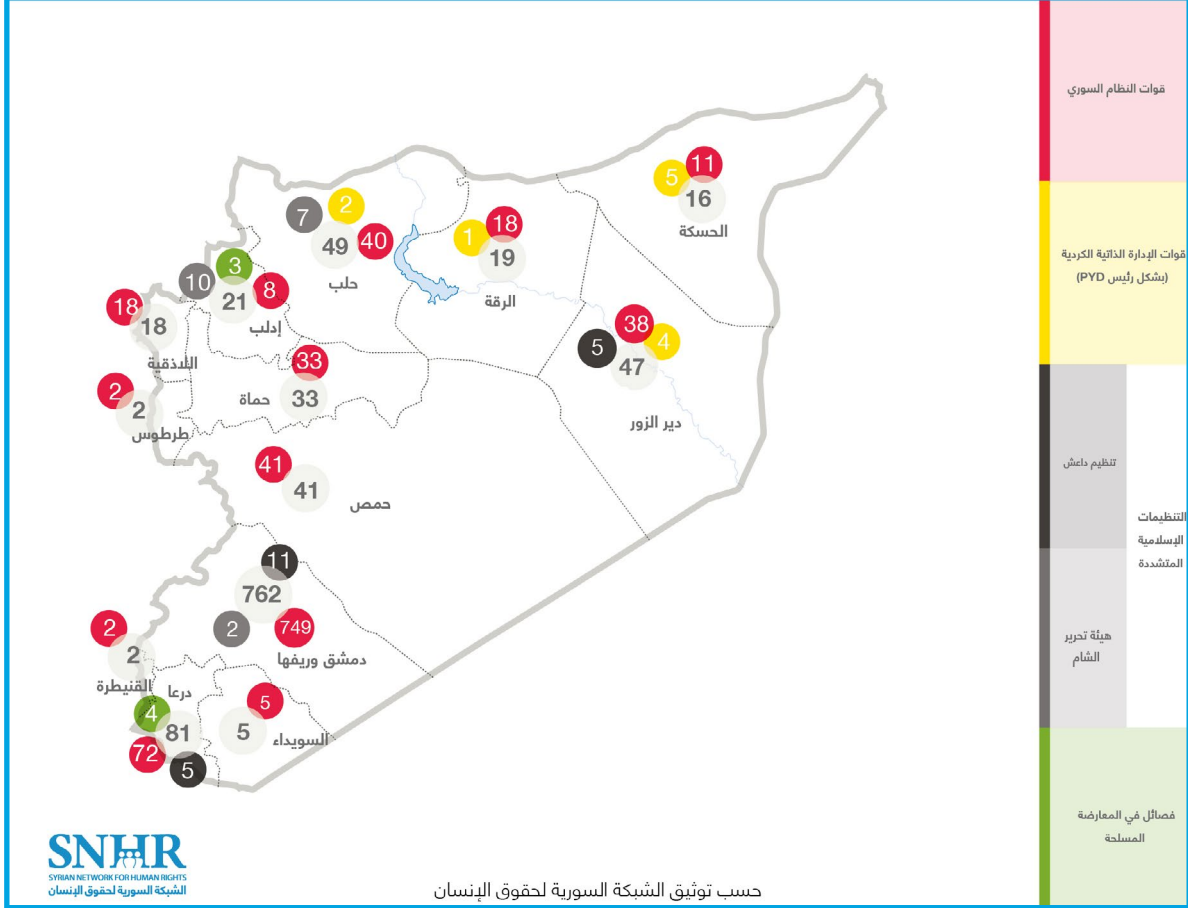 قوات النظام السوري
قوات الإدارة الذاتية الكردية
(بشكل رئيس PYD)
تنظيم داعش
التنظيمات
الإسلامية
المتشددة
هيئة تحرير
الشام
فصائل في المعارضة
المسلحة
11
5
16
الحسكة
2
7
40
49
حلب
18
1
19
الرقة
3
10
8
21
إدلب
18
18
اللاذقية
38
5
4
47
دير الزور
33
33
حماة
2
2
طرطوس
41
41
حمص
11
762
2
749
دمشق وريفها
2
2
القنيطرة
درعا
4
81
72
5
5
5
السويداء
SNHR
SYRIAN NETWORK FOR HUMAN RIGHTS
الشبكة السورية لحقوق الإنسان
حسب توثيق الشبكة السورية لحقوق الإنسان